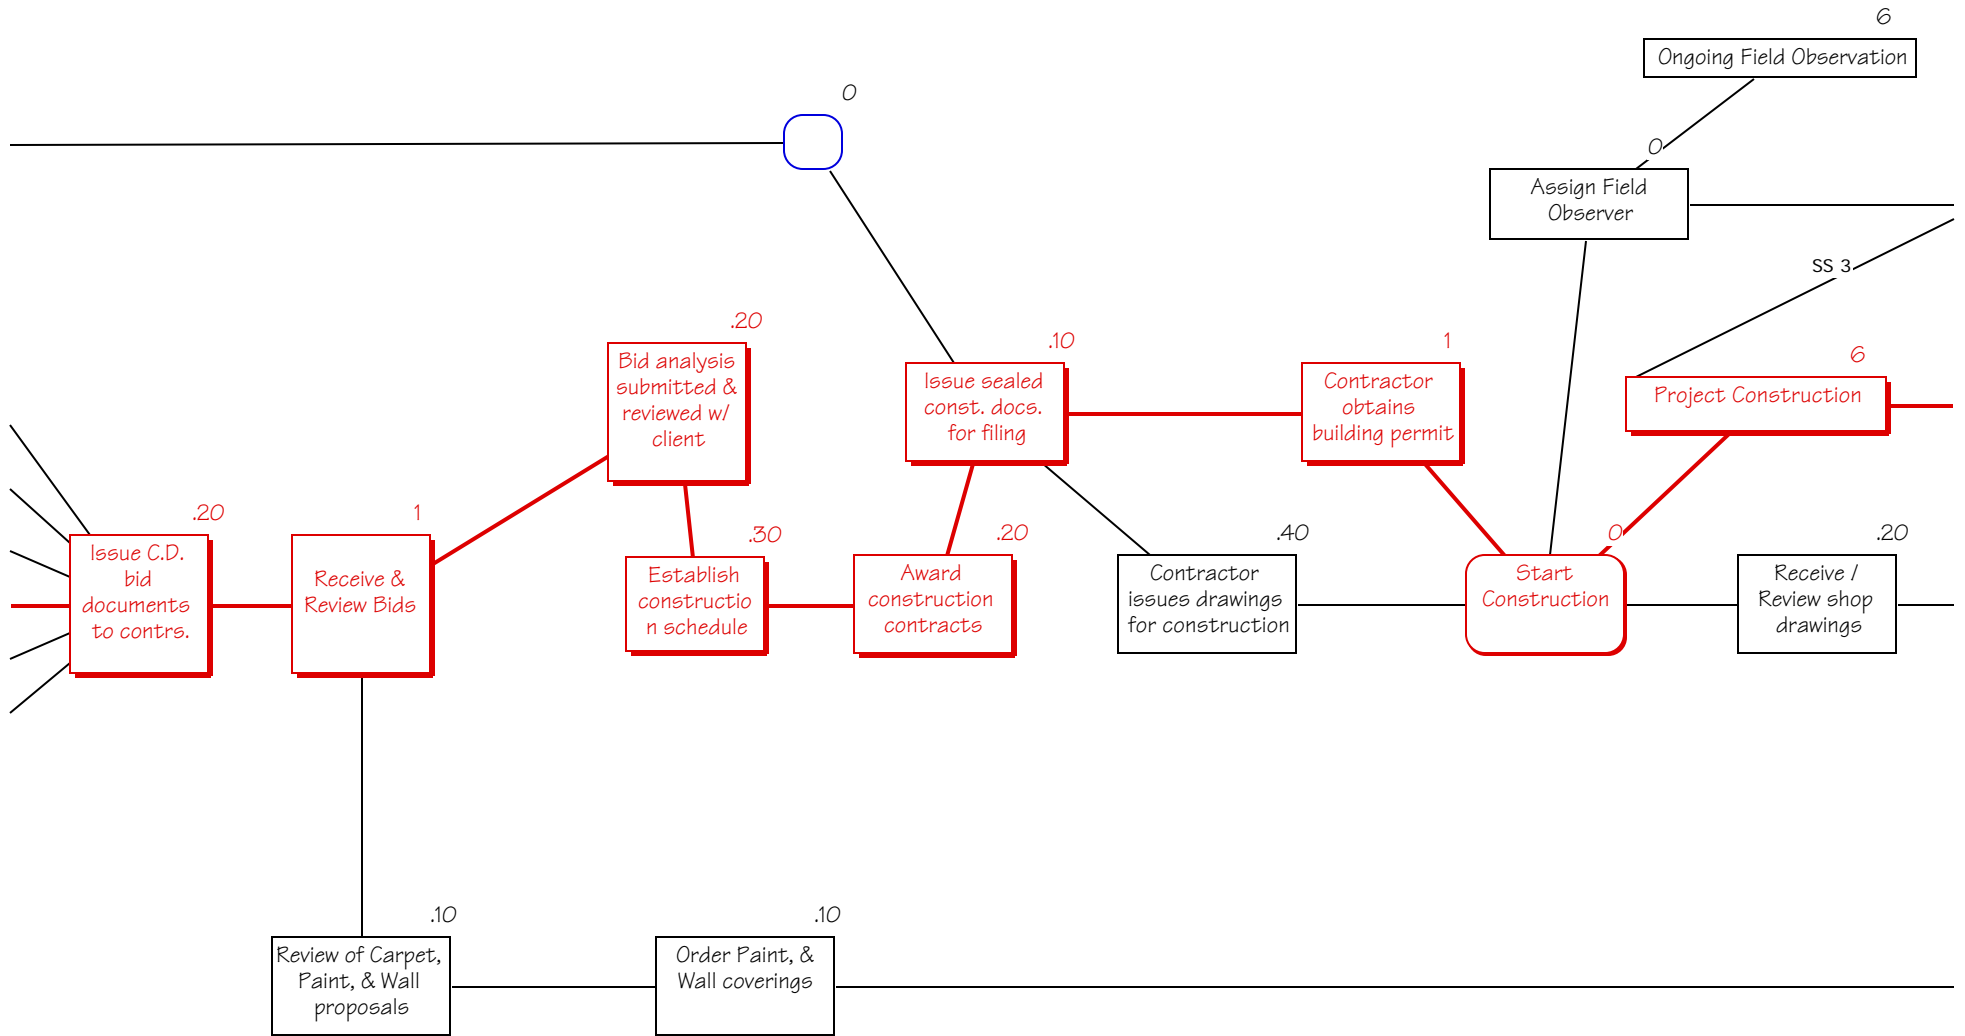 6
Ongoing Field Observation
0
0
Assign Field
Observer
SS 3
.20
Bid analysis
submitted &
reviewed w/
client
.10
Issue sealed
const. docs.
for filing
1
Contractor
obtains
building permit
6
Project Construction
.20
Issue C.D.
bid
documents
to contrs.
1
Receive &
Review Bids
.30
Establish
constructio
n schedule
.20
Award
construction
contracts
.40
Contractor
issues drawings
for construction
0
Start
Construction
.20
Receive /
Review shop
drawings
.10
Review of Carpet,
Paint, & Wall
proposals
.10
Order Paint, &
Wall coverings